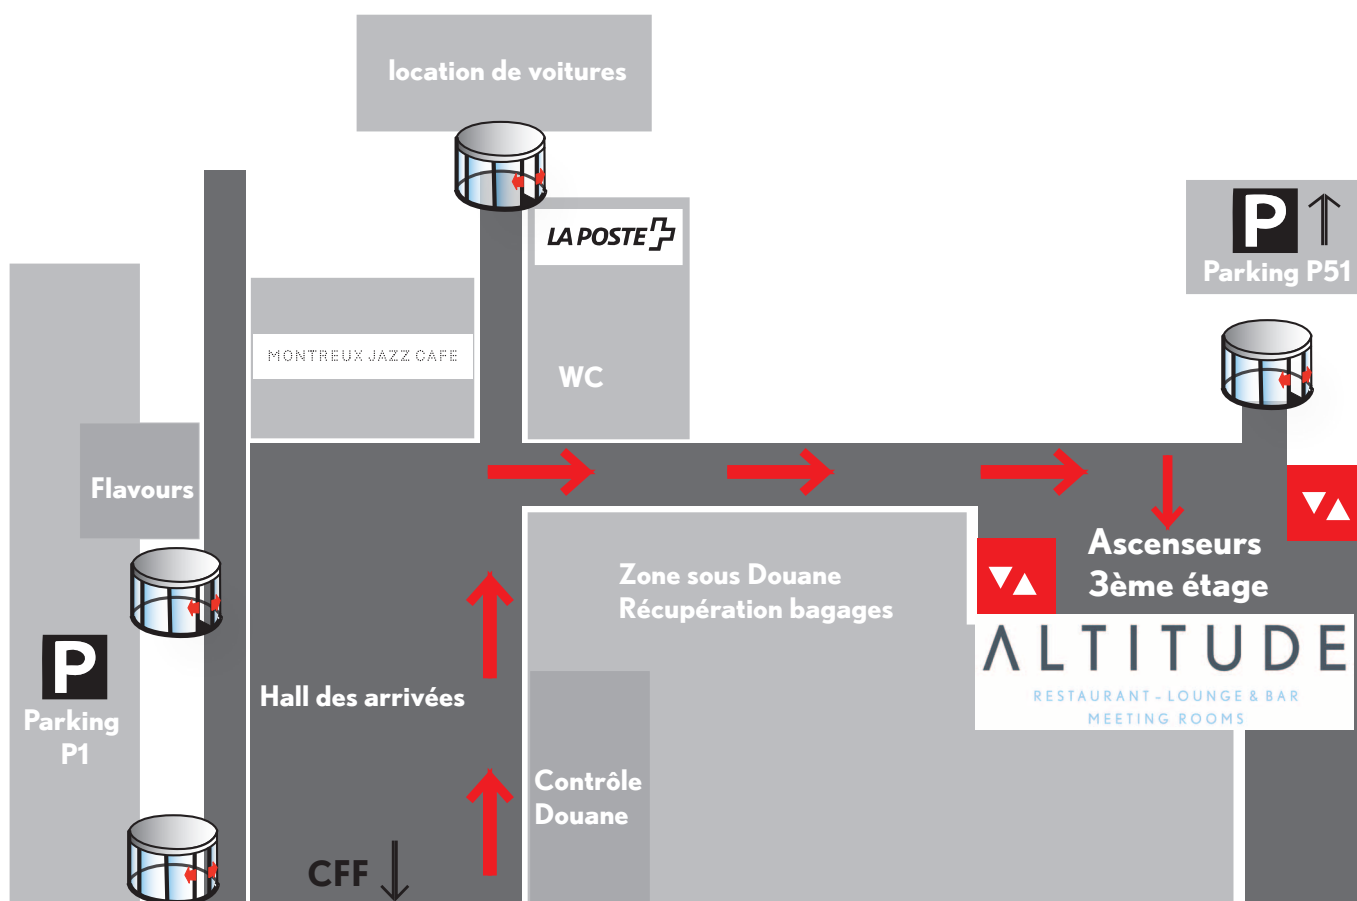 location de voitures
LA POSTE
P
Parking P51
MONTREUX JAZZ CAFE
WC
Flavours
Ascenseurs
3ème étage
Zone sous Douane
Récupération bagages
ALTITUDE
RESTAURANT - LOUNGE & BAR
MEETING ROOMS
P
Parking
P1
Hall des arrivées
Contrôle
Douane
CFF